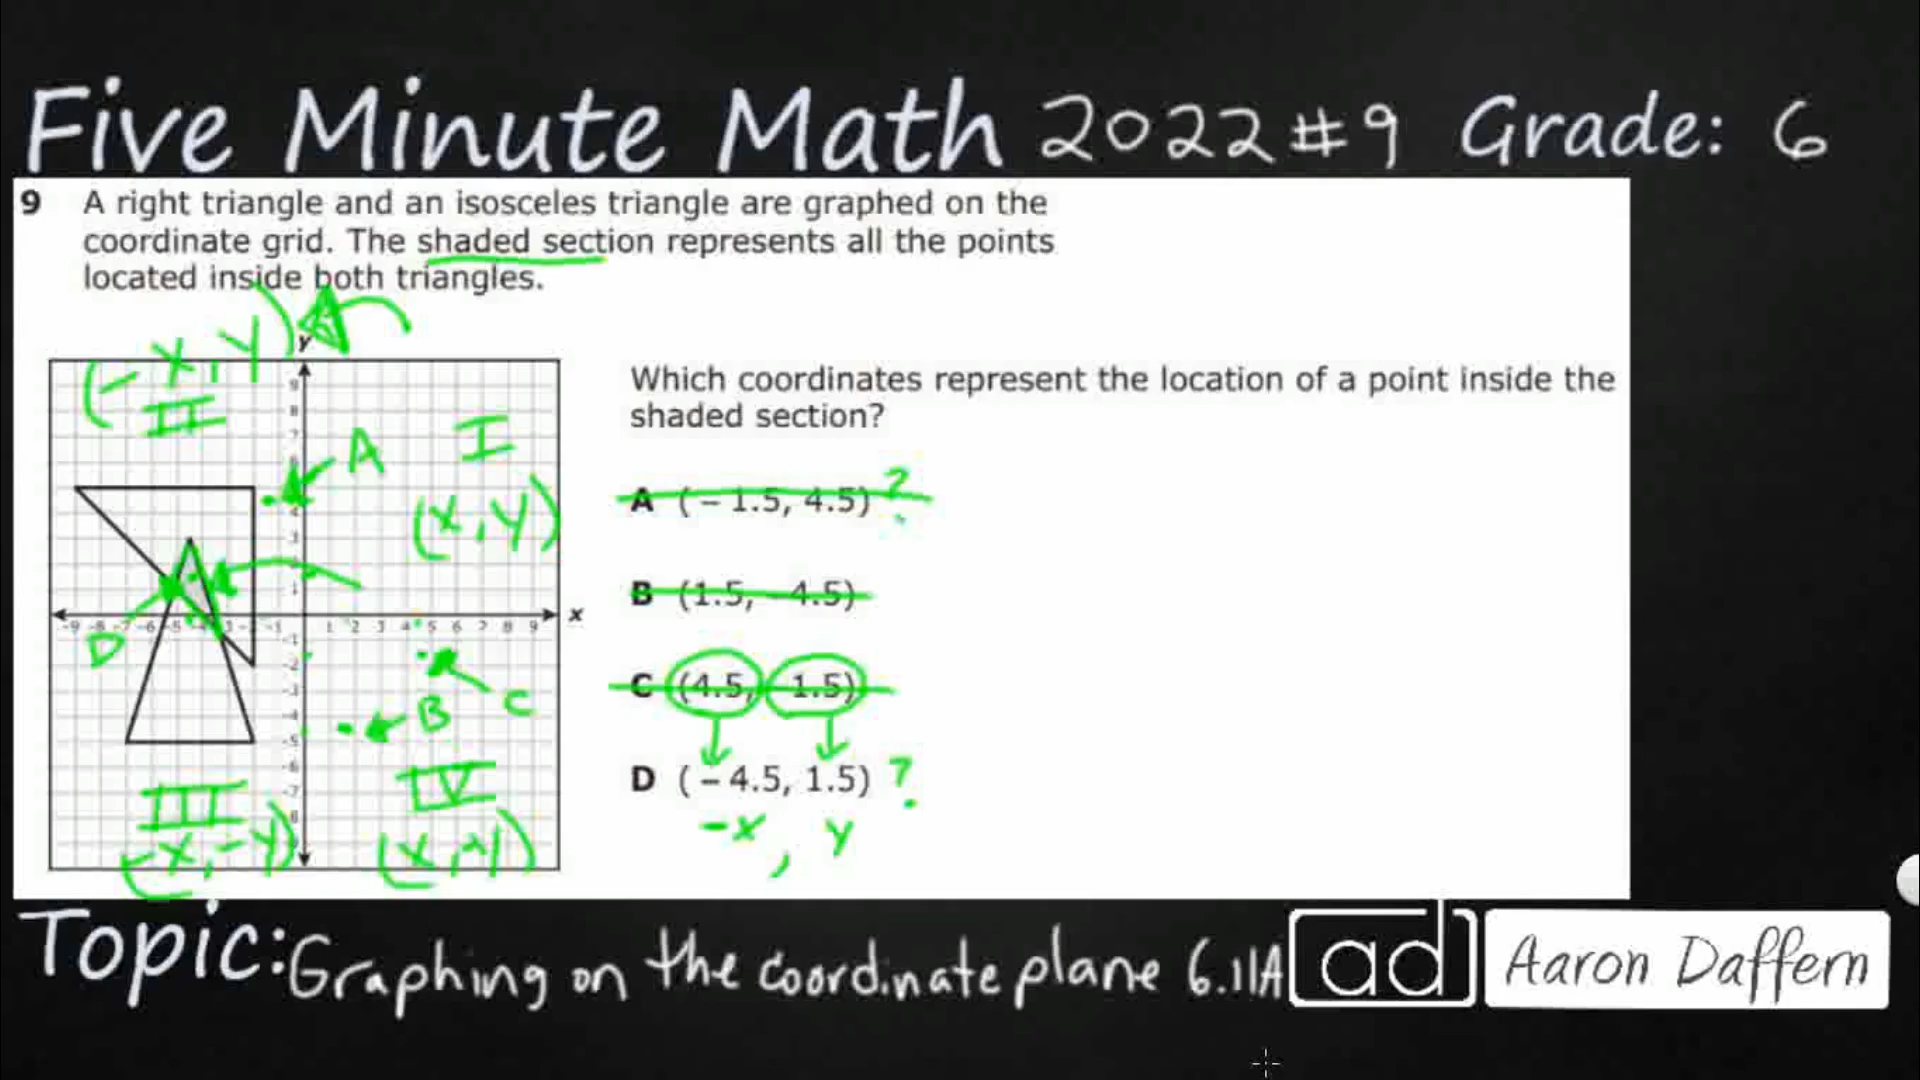 Five Minute Math 2022 #9 Grade: 6
9 A right triangle and an isosceles triangle are graphed on the
coordinate grid. The shaded section represents all the points
located inside both triangles.
(-x, y)
y
II
I
A
(x, y)
Which coordinates represent the location of a point inside the
shaded section?
A (– 1.5, 4.5) ?
B (1.5, – 4.5)
C (4.5, – 1.5)
D (– 4.5, 1.5) ?
-x, y
x
D
C
B
III
IV
(-x, -y)
(x, -y)
Topic: Graphing on the coordinate plane 6.11A
ad
Aaron Daffern